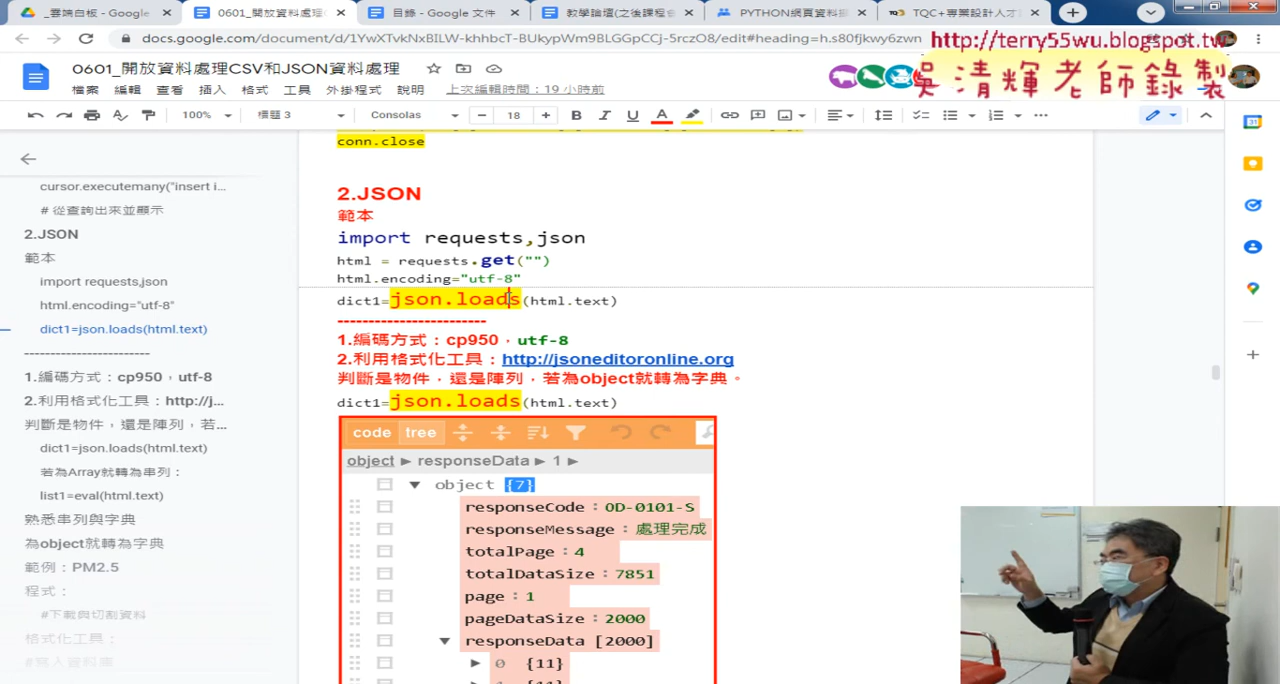 _雲端白板 - Google
0601_開放資料處理
目錄 - Google 文件
教學論壇(之後課程會
PYTHON網頁資料擷
TQC+專業設計人才
docs.google.com/document/d/1YwXTvkNxBILW-khhbcT-BUkypWm9BLGGpCCj-5rczO8/edit#heading=h.s80fjkwy6zwn
http://terry55wu.blogspot.tw
吳清輝老師錄製
0601_開放資料處理CSV和JSON資料處理
檔案 編輯 查看 插入 格式 工具 外掛程式 說明 上次編輯時間：19 小時前
100% 標題 3 Consolas 18 B I U A
conn.close
cursor.executemany("insert i...
# 從查詢出來並顯示
2.JSON
範本
import requests,json
html.encoding="utf-8"
dict1=json.loads(html.text)
------------------------
1.編碼方式：cp950，utf-8
2.利用格式化工具：http://j...
判斷是物件，還是陣列，若...
dict1=json.loads(html.text)
若為Array就轉為串列：
list1=eval(html.text)
熟悉串列與字典
為object就轉為字典
範例：PM2.5
程式：
#下載與切割資料
格式化工具：
#寫入資料庫
2.JSON
範本
import requests,json
html = requests.get("")
html.encoding="utf-8"
dict1=json.loads(html.text)
------------------------
1.編碼方式：cp950，utf-8
2.利用格式化工具：http://jsoneditoronline.org
判斷是物件，還是陣列，若為object就轉為字典。
dict1=json.loads(html.text)
code tree
object ► responseData ► 1 ►
object {7}
responseCode : OD-0101-S
responseMessage : 處理完成
totalPage : 4
totalDataSize : 7851
page : 1
pageDataSize : 2000
responseData [2000]
0 {11}